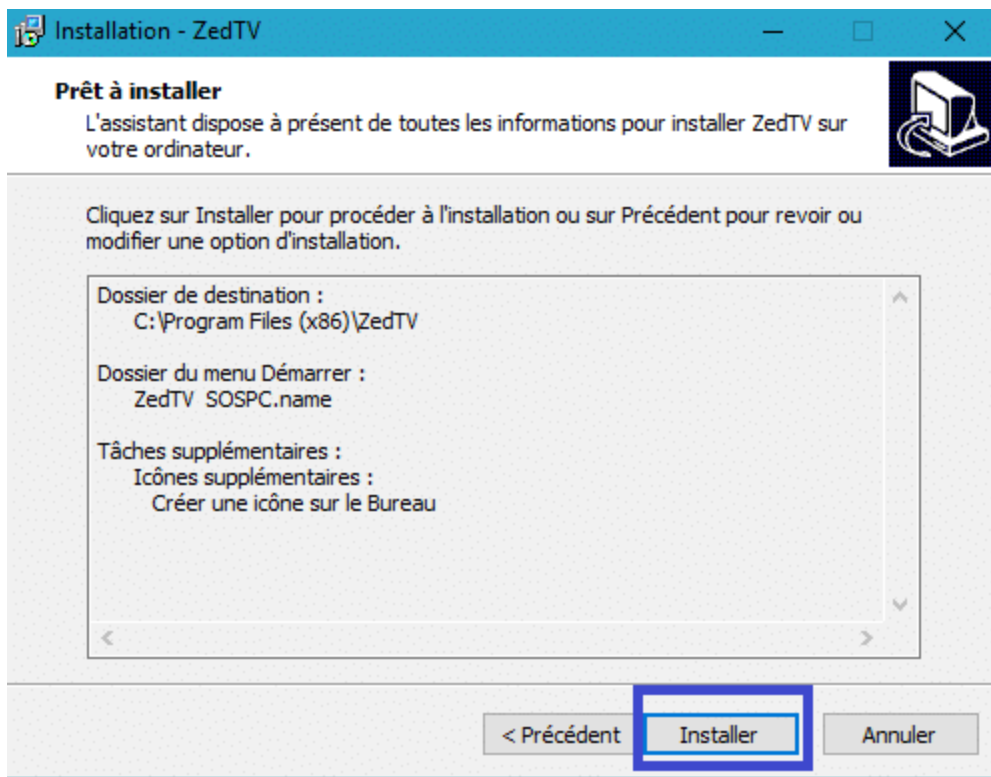 Installation - ZedTV
Prêt à installer
L'assistant dispose à présent de toutes les informations pour installer ZedTV sur
votre ordinateur.
Cliquez sur Installer pour procéder à l'installation ou sur Précédent pour revoir ou
modifier une option d'installation.
Dossier de destination :
C:\Program Files (x86)\ZedTV
Dossier du menu Démarrer :
ZedTV  SOSPC.name
Tâches supplémentaires :
Icônes supplémentaires :
Créer une icône sur le Bureau
< Précédent Installer Annuler